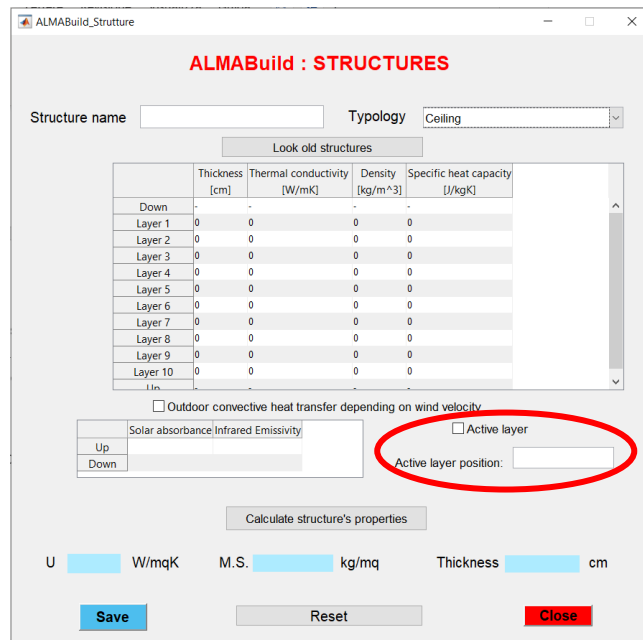 ALMABuild_Strutture
ALMABuild : STRUCTURES
Structure name Typology Ceiling
Look old structures
Thickness Thermal conductivity Density Specific heat capacity
[cm] [W/mK] [kg/m^3] [J/kgK]
Down - - - -
Layer 1 0 0 0 0
Layer 2 0 0 0 0
Layer 3 0 0 0 0
Layer 4 0 0 0 0
Layer 5 0 0 0 0
Layer 6 0 0 0 0
Layer 7 0 0 0 0
Layer 8 0 0 0 0
Layer 9 0 0 0 0
Layer 10 0 0 0 0
Up - - - -
Outdoor convective heat transfer depending on wind velocity
Solar absorbance Infrared Emissivity
Up
Down
Active layer
Active layer position:
Calculate structure's properties
U W/mqK M.S. kg/mq Thickness cm
Save Reset Close